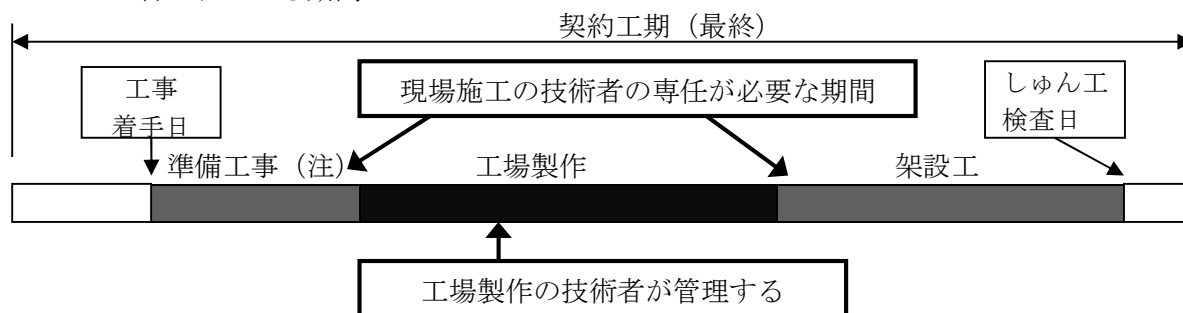 契約工期（最終）
工事
着手日
現場施工の技術者の専任が必要な期間
しゅん工
検査日
準備工事（注）
工場製作
架設工
工場製作の技術者が管理する